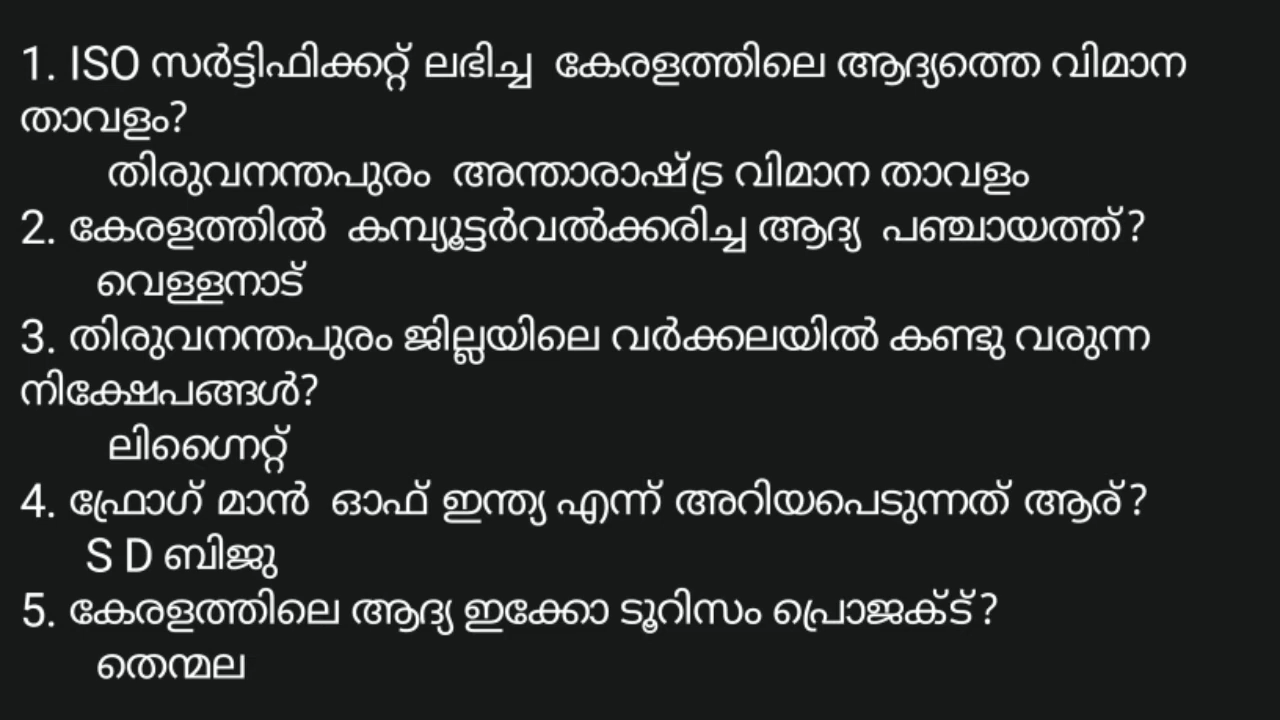 1. ISO സർട്ടിഫിക്കറ്റ് ലഭിച്ച കേരളത്തിലെ ആദ്യത്തെ വിമാന
താവളം?
തിരുവനന്തപുരം അന്താരാഷ്ട്ര വിമാന താവളം
2. കേരളത്തിൽ കമ്പ്യൂട്ടർവൽക്കരിച്ച ആദ്യ പഞ്ചായത്ത്?
വെള്ളനാട്
3. തിരുവനന്തപുരം ജില്ലയിലെ വർക്കലയിൽ കണ്ടു വരുന്ന
നിക്ഷേപങ്ങൾ?
ലിഗ്നൈറ്റ്
4. ഫ്രോഗ് മാൻ ഓഫ് ഇന്ത്യ എന്ന് അറിയപെടുന്നത് ആര്?
S D ബിജു
5. കേരളത്തിലെ ആദ്യ ഇക്കോ ടൂറിസം പ്രൊജക്ട്?
തെന്മല